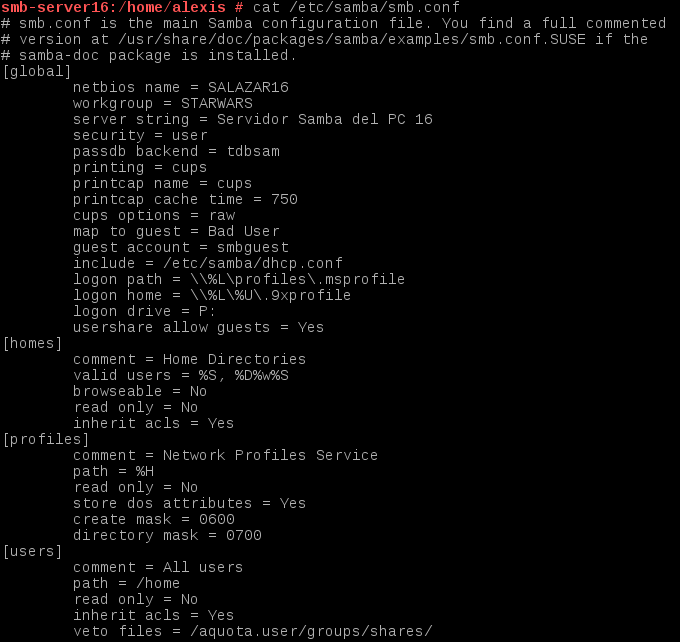 smb-server16:/home/alexis # cat /etc/samba/smb.conf
# smb.conf is the main Samba configuration file. You find a full commented
# version at /usr/share/doc/packages/samba/examples/smb.conf.SUSE if the
# samba-doc package is installed.
[global]
        netbios name = SALAZAR16
        workgroup = STARWARS
        server string = Servidor Samba del PC 16
        security = user
        passdb backend = tdbsam
        printing = cups
        printcap name = cups
        printcap cache time = 750
        cups options = raw
        map to guest = Bad User
        guest account = smbguest
        include = /etc/samba/dhcp.conf
        logon path = \\%L\profiles\.msprofile
        logon home = \\%L\%U\.9xprofile
        logon drive = P:
        usershare allow guests = Yes
[homes]
        comment = Home Directories
        valid users = %S, %D%w%S
        browseable = No
        read only = No
        inherit acls = Yes
[profiles]
        comment = Network Profiles Service
        path = %H
        read only = No
        store dos attributes = Yes
        create mask = 0600
        directory mask = 0700
[users]
        comment = All users
        path = /home
        read only = No
        inherit acls = Yes
        veto files = /aquota.user/groups/shares/